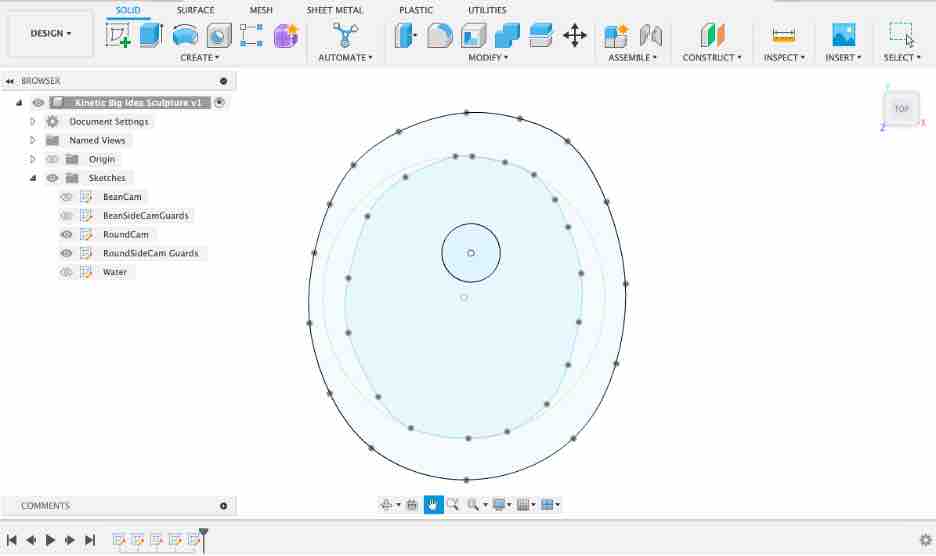 SOLID SURFACE MESH SHEET METAL PLASTIC UTILITIES
DESIGN ▾
CREATE ▾ AUTOMATE ▾ MODIFY ▾ ASSEMBLE ▾ CONSTRUCT ▾ INSPECT ▾ INSERT ▾ SELECT ▾
BROWSER
Kinetic Big Idea Sculpture v1
Document Settings
Named Views
Origin
Sketches
BeanCam
BeanSideCamGuards
RoundCam
RoundSideCam Guards
Water
TOP
X
Y
Z
COMMENTS